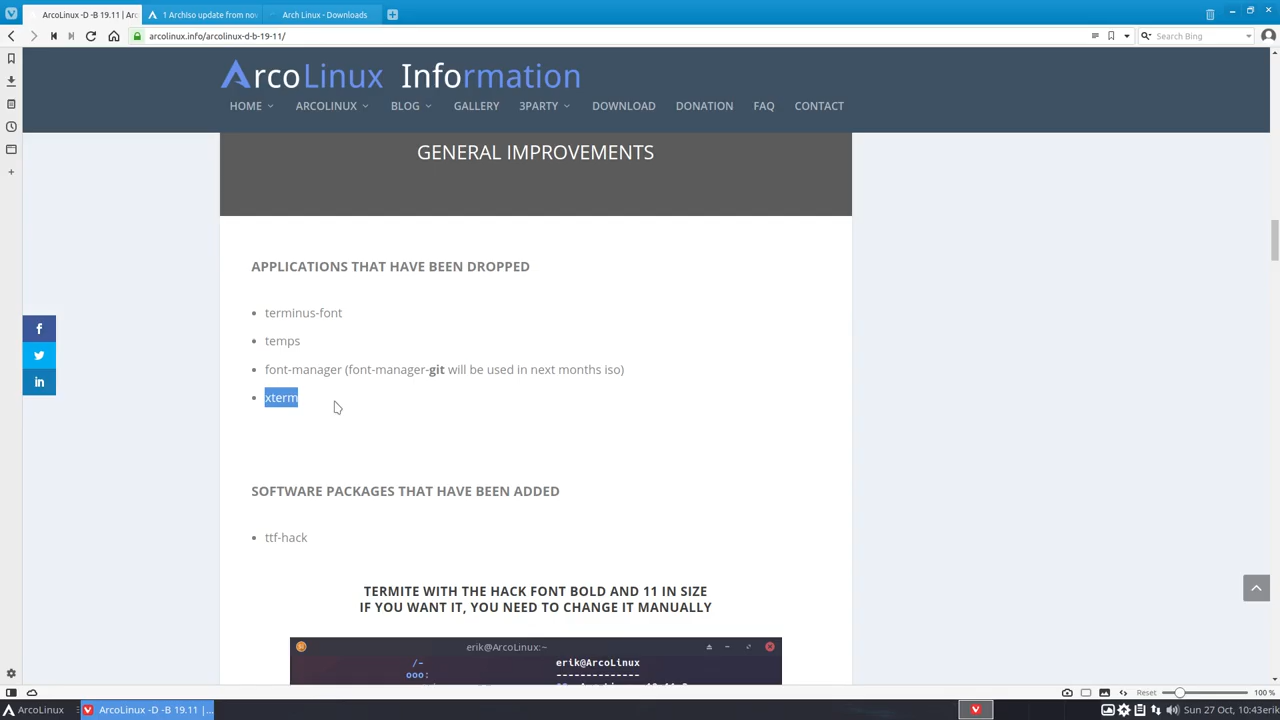 ArcoLinux -D -B 19.11 | Arc
1 ArchIso update from nov
Arch Linux - Downloads
arcolinux.info/arcolinux-d-b-19-11/
Search Bing
ArcoLinux Information
HOME ARCOLINUX BLOG GALLERY 3PARTY DOWNLOAD DONATION FAQ CONTACT
GENERAL IMPROVEMENTS
APPLICATIONS THAT HAVE BEEN DROPPED
• terminus-font
• temps
• font-manager (font-manager-git will be used in next months iso)
• xterm
SOFTWARE PACKAGES THAT HAVE BEEN ADDED
• ttf-hack
TERMITE WITH THE HACK FONT BOLD AND 11 IN SIZE
IF YOU WANT IT, YOU NEED TO CHANGE IT MANUALLY
erik@ArcoLinux:~
/-
erik@ArcoLinux
ooo:
--------------
Reset
100 %
ArcoLinux
ArcoLinux -D -B 19.11 |...
Sun 27 Oct, 10:43
erik